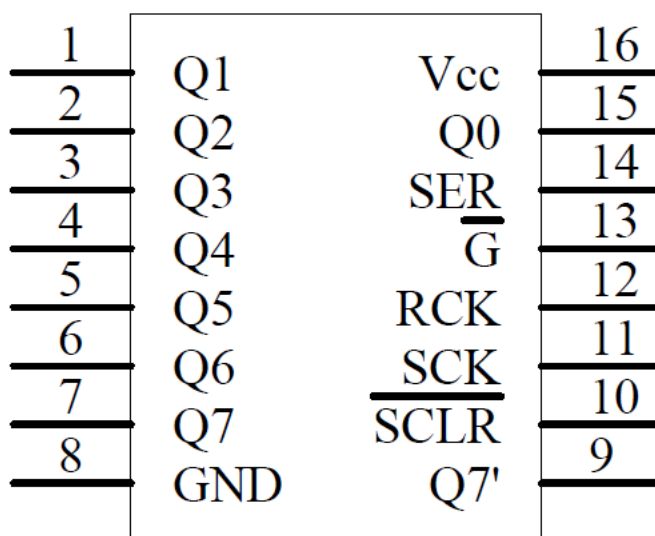 1 Q1 Vcc 16
2 Q2 Q0 15
3 Q3 SER 14
4 Q4 G̅ 13
5 Q5 RCK 12
6 Q6 SCK 11
7 Q7 S̅C̅L̅R̅ 10
8 GND Q7' 9